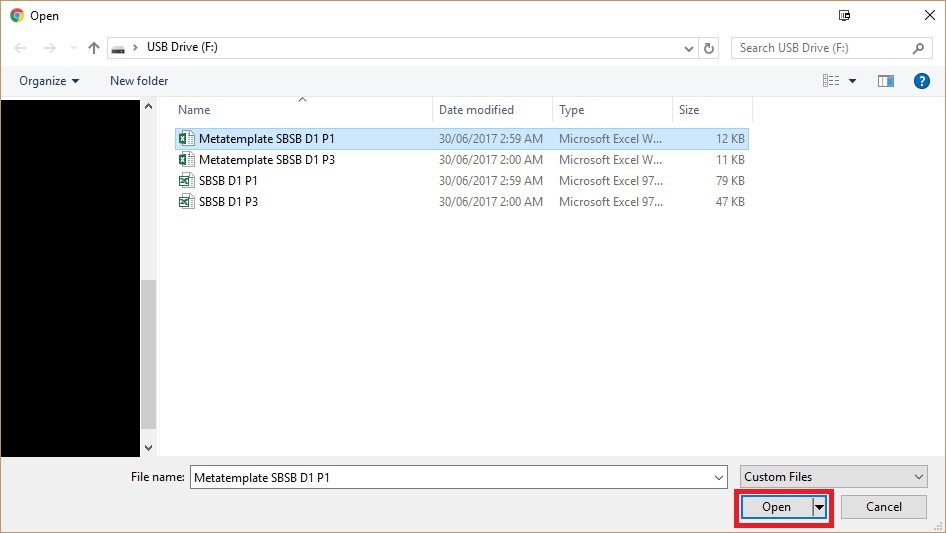 Open
USB Drive (F:)
Search USB Drive (F:)
Organize
New folder
?
Name Date modified Type Size
Metatemplate SBSB D1 P1 30/06/2017 2:59 AM Microsoft Excel W... 12 KB
Metatemplate SBSB D1 P3 30/06/2017 2:00 AM Microsoft Excel W... 11 KB
SBSB D1 P1 30/06/2017 2:59 AM Microsoft Excel 97... 79 KB
SBSB D1 P3 30/06/2017 2:00 AM Microsoft Excel 97... 47 KB
File name: Metatemplate SBSB D1 P1 Custom Files
Open Cancel